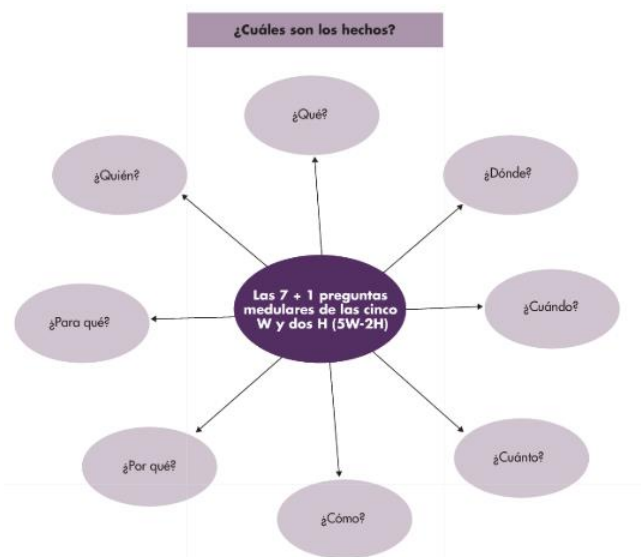 ¿Cuáles son los hechos?
¿Qué?
¿Quién?
¿Dónde?
Las 7 + 1 preguntas
medulares de las cinco
W y dos H (5W-2H)
¿Para qué?
¿Cuándo?
¿Por qué?
¿Cuánto?
¿Cómo?